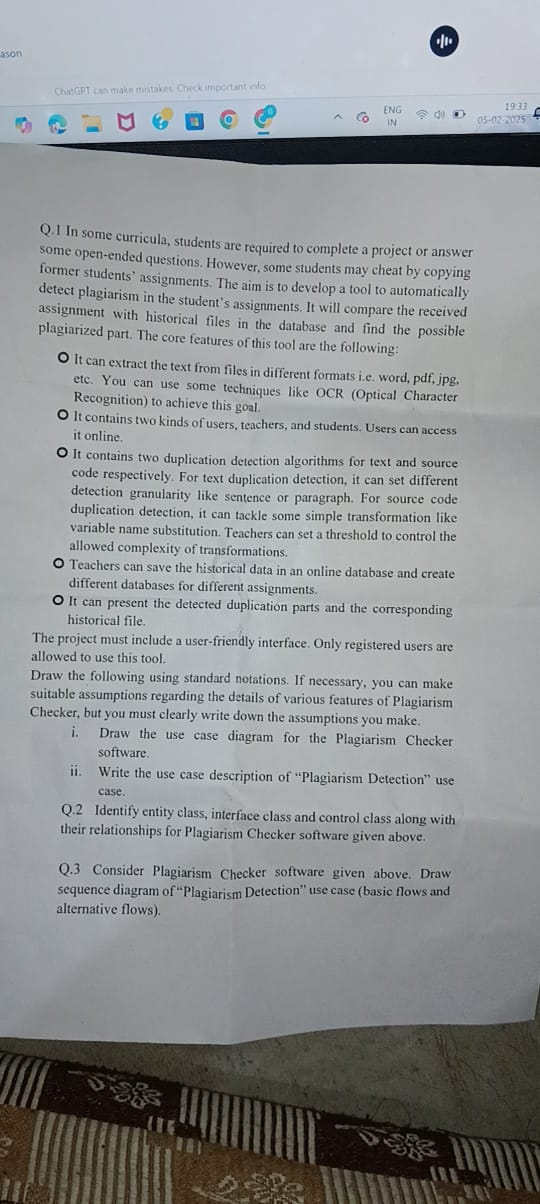 ason
ChatGPT can make mistakes. Check important info.
ENG
IN
19:33
05-02-2025
Q.1 In some curricula, students are required to complete a project or answer
some open-ended questions. However, some students may cheat by copying
former students' assignments. The aim is to develop a tool to automatically
detect plagiarism in the student's assignments. It will compare the received
assignment with historical files in the database and find the possible
plagiarized part. The core features of this tool are the following:
It can extract the text from files in different formats i.e. word, pdf, jpg,
etc. You can use some techniques like OCR (Optical Character
Recognition) to achieve this goal.
It contains two kinds of users, teachers, and students. Users can access
it online.
It contains two duplication detection algorithms for text and source
code respectively. For text duplication detection, it can set different
detection granularity like sentence or paragraph. For source code
duplication detection, it can tackle some simple transformation like
variable name substitution. Teachers can set a threshold to control the
allowed complexity of transformations.
Teachers can save the historical data in an online database and create
different databases for different assignments.
It can present the detected duplication parts and the corresponding
historical file.
The project must include a user-friendly interface. Only registered users are
allowed to use this tool.
Draw the following using standard notations. If necessary, you can make
suitable assumptions regarding the details of various features of Plagiarism
Checker, but you must clearly write down the assumptions you make.
i. Draw the use case diagram for the Plagiarism Checker
software.
ii. Write the use case description of "Plagiarism Detection" use
case.
Q.2 Identify entity class, interface class and control class along with
their relationships for Plagiarism Checker software given above.
Q.3 Consider Plagiarism Checker software given above. Draw
sequence diagram of "Plagiarism Detection" use case (basic flows and
alternative flows).